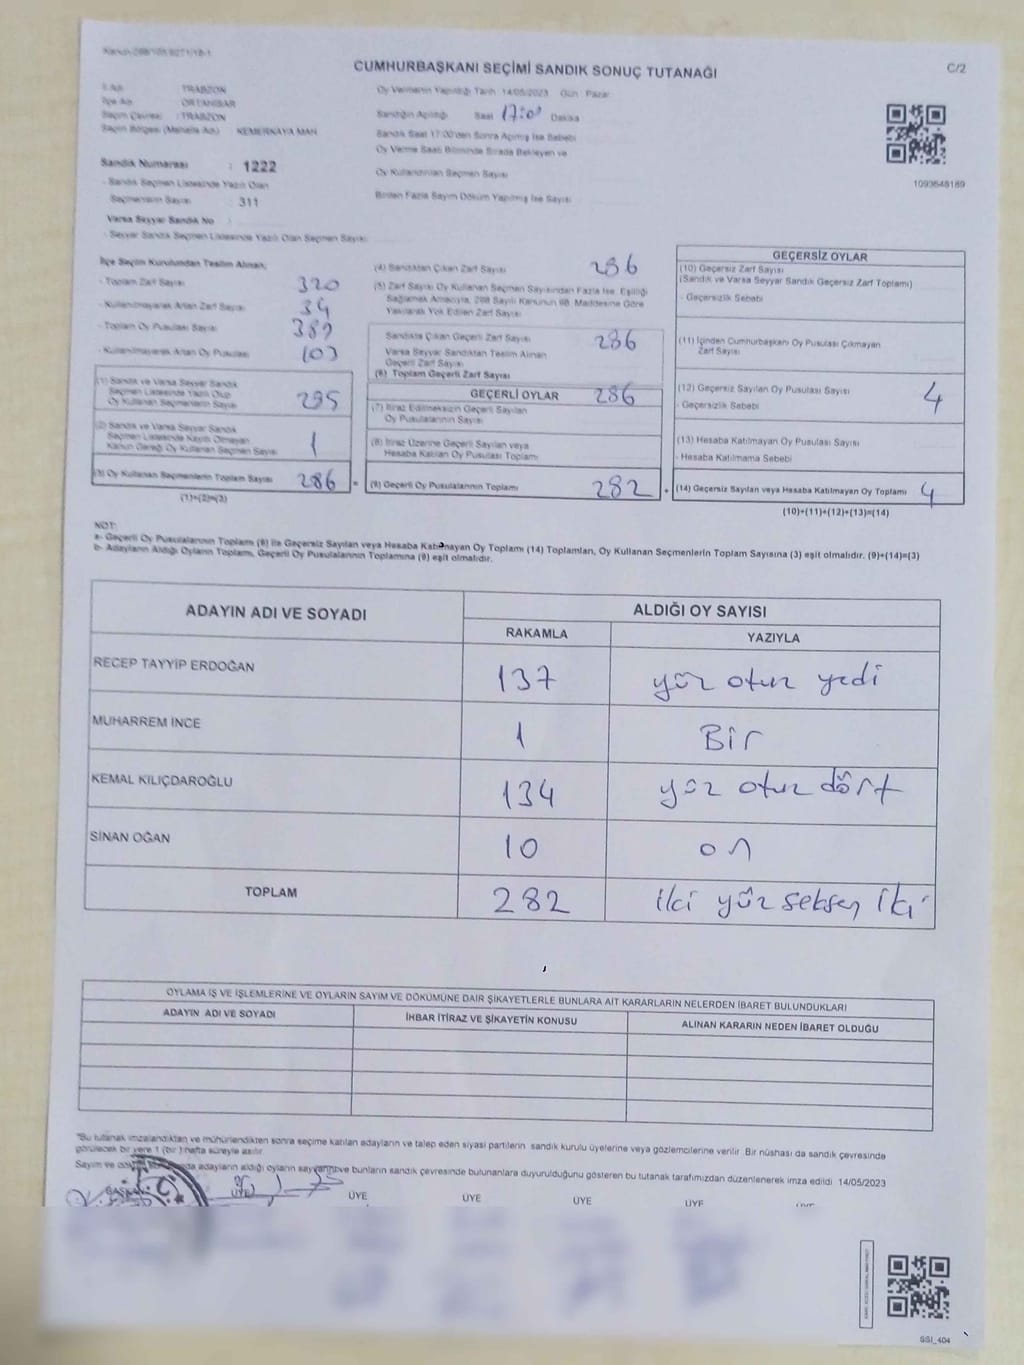 CUMHURBAŞKANI SEÇİMİ SANDIK SONUÇ TUTANAĞI
C/2
İl Adı : TRABZON
İlçe Adı : ORTAHİSAR
Seçim Çevresi : TRABZON
Seçim Bölgesi (Mahalle Adı) : KEMERKAYA MAH
Sandık Numarası : 1222
- Sandık Seçmen Listesinde Yazılı Olan
Seçmenlerin Sayısı : 311
Varsa Seyyar Sandık No :
- Seyyar Sandık Seçmen Listesinde Yazılı Olan Seçmen Sayısı:
Oy Vermenin Yapıldığı Tarih : 14/05/2023 Gün : Pazar
Sandığın Açıldığı Saat 17:00 Dakika
Sandık Saat 17:00'den Sonra Açılmış İse Sebebi
Oy Verme Saati Bitiminde Sırada Bekleyen ve
Oy Kullandırılan Seçmen Sayısı
Birden Fazla Sayım Döküm Yapılmış İse Sayısı
1093648169
İlçe Seçim Kurulundan Teslim Alınan;
- Toplam Zarf Sayısı 320
- Kullanılmayarak Artan Zarf Sayısı 34
- Toplam Oy Pusulası Sayısı 389
- Kullanılmayarak Artan Oy Pusulası 103
(1) Sandık ve Varsa Seyyar Sandık
Seçmen Listesinde Yazılı Olup
Oy Kullanan Seçmenlerin Sayısı
(2) Sandık ve Varsa Seyyar Sandık
Seçmen Listesinde Kayıtlı Olmayan
Kanun Gereği Oy Kullanan Seçmen Sayısı 1
(3) Oy Kullanan Seçmenlerin Toplam Sayısı 286
(1)+(2)=(3)
(4) Sandıktan Çıkan Zarf Sayısı 286
(5) Zarf Sayısı Oy Kullanan Seçmen Sayısından Fazla İse, Eşitliği
Sağlamak Amacıyla, 298 Sayılı Kanunun 98. Maddesine Göre
Yakılarak Yok Edilen Zarf Sayısı
Sandıkta Çıkan Geçerli Zarf Sayısı 286
Varsa Seyyar Sandıktan Teslim Alınan
Geçerli Zarf Sayısı
(6) Toplam Geçerli Zarf Sayısı 286
GEÇERLİ OYLAR
(7) İtiraz Edilmeksizin Geçerli Sayılan
Oy Pusulalarının Sayısı
(8) İtiraz Üzerine Geçerli Sayılan veya
Hesaba Katılan Oy Pusulası Toplamı
(9) Geçerli Oy Pusulalarının Toplamı 282
GEÇERSİZ OYLAR
(10) Geçersiz Zarf Sayısı
(Sandık ve Varsa Seyyar Sandık Geçersiz Zarf Toplamı)
- Geçersizlik Sebebi
(11) İçinden Cumhurbaşkanı Oy Pusulası Çıkmayan
Zarf Sayısı
(12) Geçersiz Sayılan Oy Pusulası Sayısı 4
- Geçersizlik Sebebi
(13) Hesaba Katılmayan Oy Pusulası Sayısı
- Hesaba Katılmama Sebebi
(14) Geçersiz Sayılan veya Hesaba Katılmayan Oy Toplamı 4
(10)+(11)+(12)+(13)=(14)
NOT:
a- Geçerli Oy Pusulalarının Toplamı (9) ile Geçersiz Sayılan veya Hesaba Katılmayan Oy Toplamı (14) Toplamları, Oy Kullanan Seçmenlerin Toplam Sayısına (3) eşit olmalıdır. (9)+(14)=(3)
b- Adayların Aldığı Oyların Toplamı, Geçerli Oy Pusulalarının Toplamına (9) eşit olmalıdır.
ADAYIN ADI VE SOYADI
ALDIĞI OY SAYISI
RAKAMLA YAZIYLA
RECEP TAYYİP ERDOĞAN 137 yüz otuz yedi
MUHARREM İNCE 1 Bir
KEMAL KILIÇDAROĞLU 134 yüz otuz dört
SİNAN OĞAN 10 on
TOPLAM 282 iki yüz seksen iki
OYLAMA İŞ VE İŞLEMLERİNE VE OYLARIN SAYIM VE DÖKÜMÜNE DAİR ŞİKAYETLERLE BUNLARA AİT KARARLARIN NELERDEN İBARET BULUNDUKLARI
ADAYIN ADI VE SOYADI İHBAR İTİRAZ VE ŞİKAYETİN KONUSU ALINAN KARARIN NEDEN İBARET OLDUĞU
*Bu tutanak imzalandıktan ve mühürlendikten sonra seçime katılan adayların ve talep eden siyasi partilerin sandık kurulu üyelerine veya gözlemcilerine verilir. Bir nüshası da sandık çevresinde
görülecek bir yere 1 (bir) hafta süreyle asılır.
Sayım ve döküm sonucunda adayların aldığı oyların sayısını ve bunların sandık çevresinde bulunanlara duyurulduğunu gösteren bu tutanak tarafımızdan düzenlenerek imza edildi 14/05/2023
BAŞKAN ÜYE ÜYE ÜYE ÜYE ÜYE
SSI_404